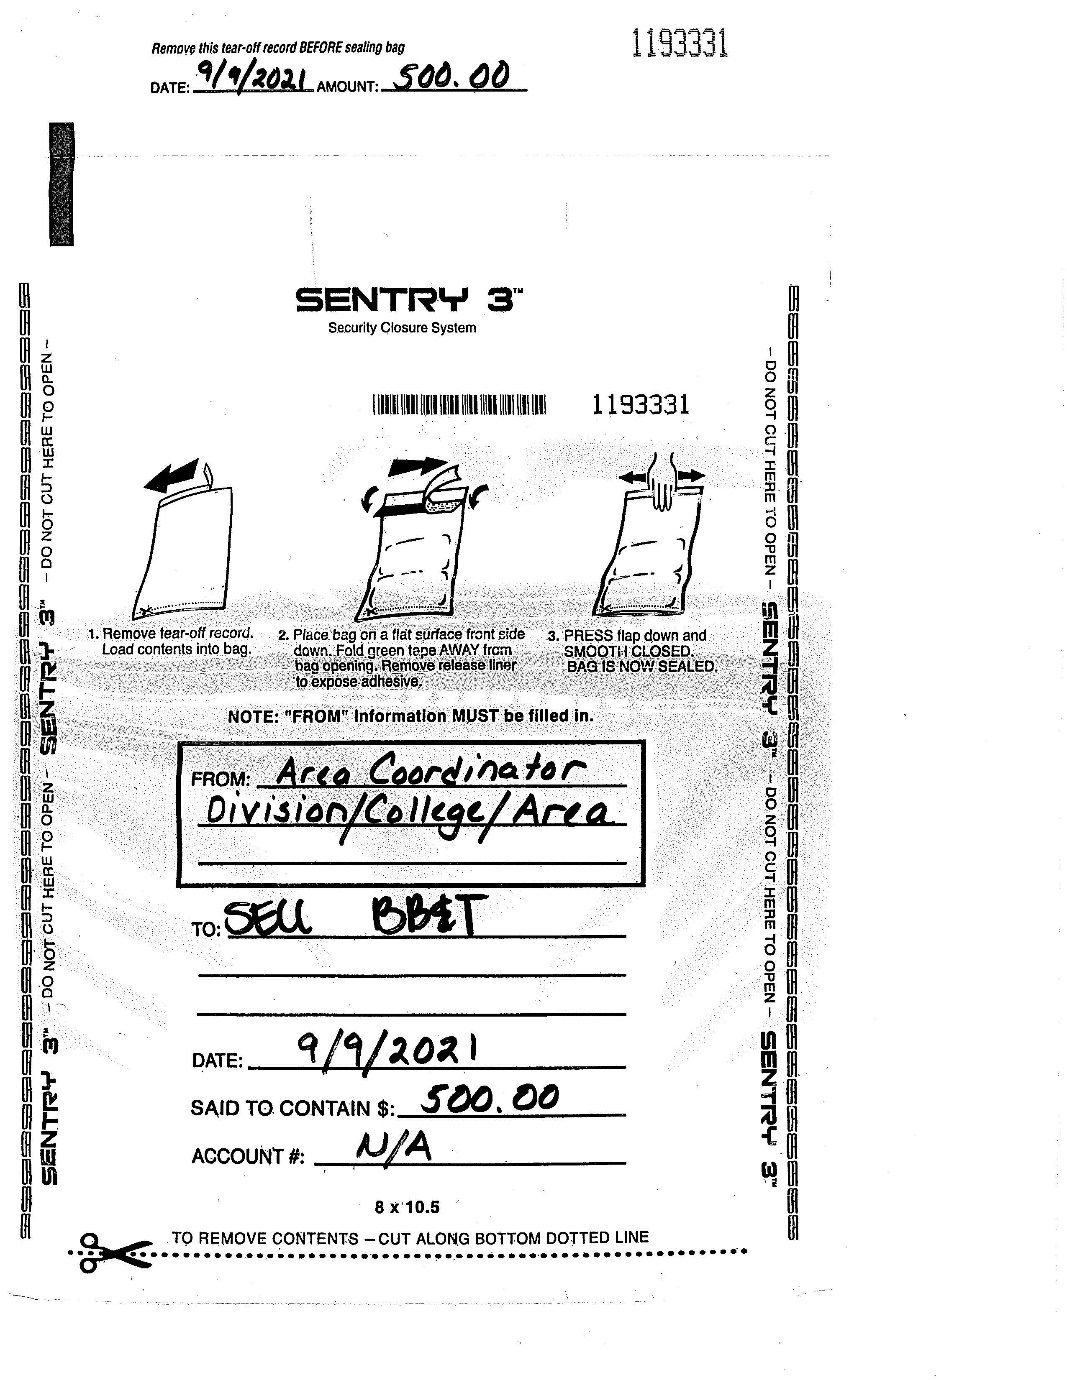 Remove this tear-off record BEFORE sealing bag
1193331
DATE: 9/9/2021 AMOUNT: 500.00
SENTRY 3™
Security Closure System
1193331
1. Remove tear-off record.
Load contents into bag.
2. Place bag on a flat surface front side
down. Fold green tape AWAY from
bag opening. Remove release liner
to expose adhesive.
3. PRESS flap down and
SMOOTH CLOSED.
BAG IS NOW SEALED.
NOTE: "FROM" Information MUST be filled in.
FROM: Area Coordinator
Division/College/Area
TO: SELL BB&T
DATE: 9/9/2021
SAID TO CONTAIN $: 500.00
ACCOUNT #: N/A
8 x 10.5
TO REMOVE CONTENTS – CUT ALONG BOTTOM DOTTED LINE
SENTRY 3™ – DO NOT CUT HERE TO OPEN – SENTRY 3™ – DO NOT CUT HERE TO OPEN –
– DO NOT CUT HERE TO OPEN – SENTRY 3™ – DO NOT CUT HERE TO OPEN – SENTRY 3™